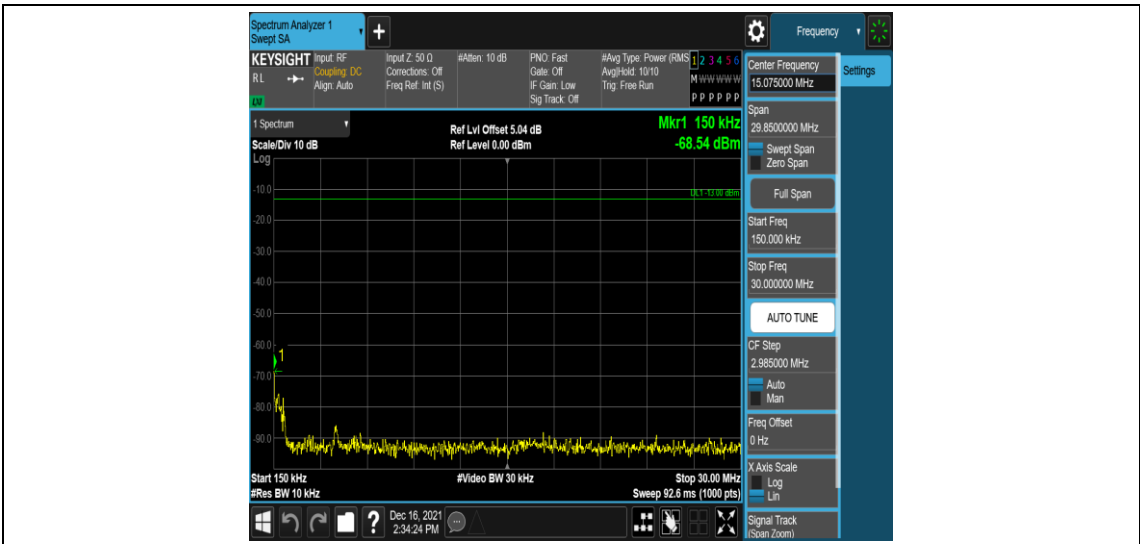 Spectrum Analyzer 1
Swept SA
+
Frequency
KEYSIGHT
RL
LXI
Input: RF
Coupling: DC
Align: Auto
Input Z: 50 Ω
Corrections: Off
Freq Ref: Int (S)
#Atten: 10 dB
PNO: Fast
Gate: Off
IF Gain: Low
Sig Track: Off
#Avg Type: Power (RMS
Avg|Hold: 10/10
Trig: Free Run
1 2 3 4 5 6
M W W W W W
P P P P P P
1 Spectrum
Scale/Div 10 dB
Log
Ref Lvl Offset 5.04 dB
Ref Level 0.00 dBm
Mkr1 150 kHz
-68.54 dBm
DL1 -13.00 dBm
-10.0
-20.0
-30.0
-40.0
-50.0
-60.0
1
-70.0
-80.0
-90.0
Start 150 kHz
#Video BW 30 kHz
Stop 30.00 MHz
#Res BW 10 kHz
Sweep 92.6 ms (1000 pts)
Dec 16, 2021
2:34:24 PM
?
Center Frequency
15.075000 MHz
Settings
Span
29.8500000 MHz
Swept Span
Zero Span
Full Span
Start Freq
150.000 kHz
Stop Freq
30.000000 MHz
AUTO TUNE
CF Step
2.985000 MHz
Auto
Man
Freq Offset
0 Hz
X Axis Scale
Log
Lin
Signal Track
(Span Zoom)